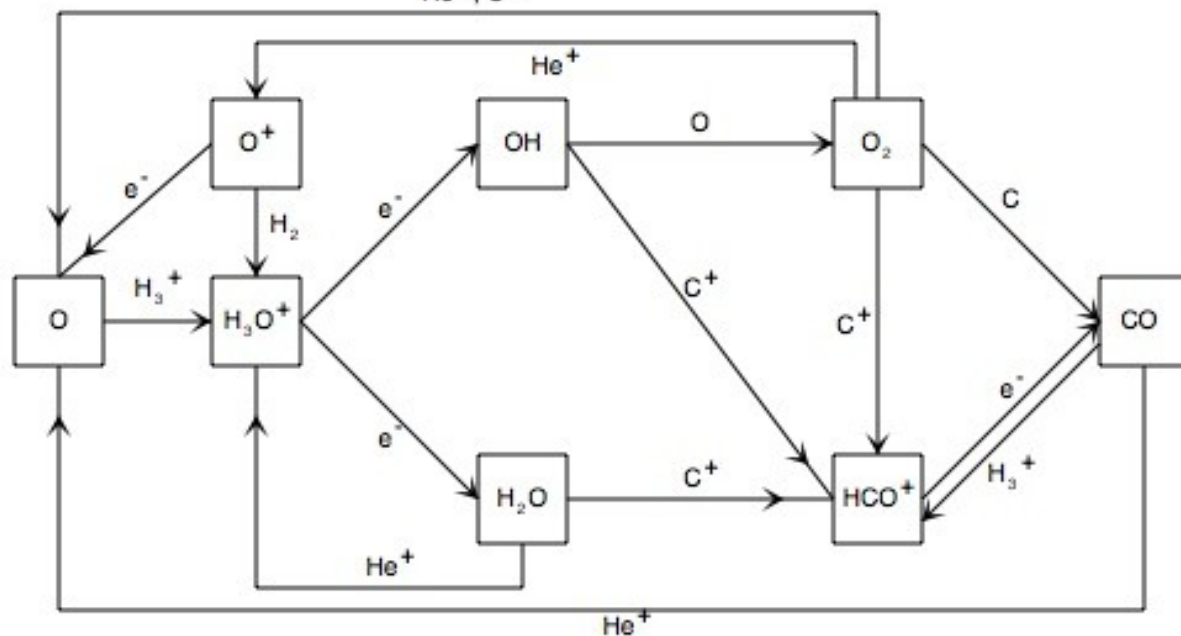 He⁺
O⁺
OH
O
O₂
e⁻
H₂
e⁻
C
H₃⁺
C⁺
O
H₃O⁺
C⁺
CO
e⁻
e⁻
C⁺
H₃⁺
H₂O
HCO⁺
He⁺
He⁺